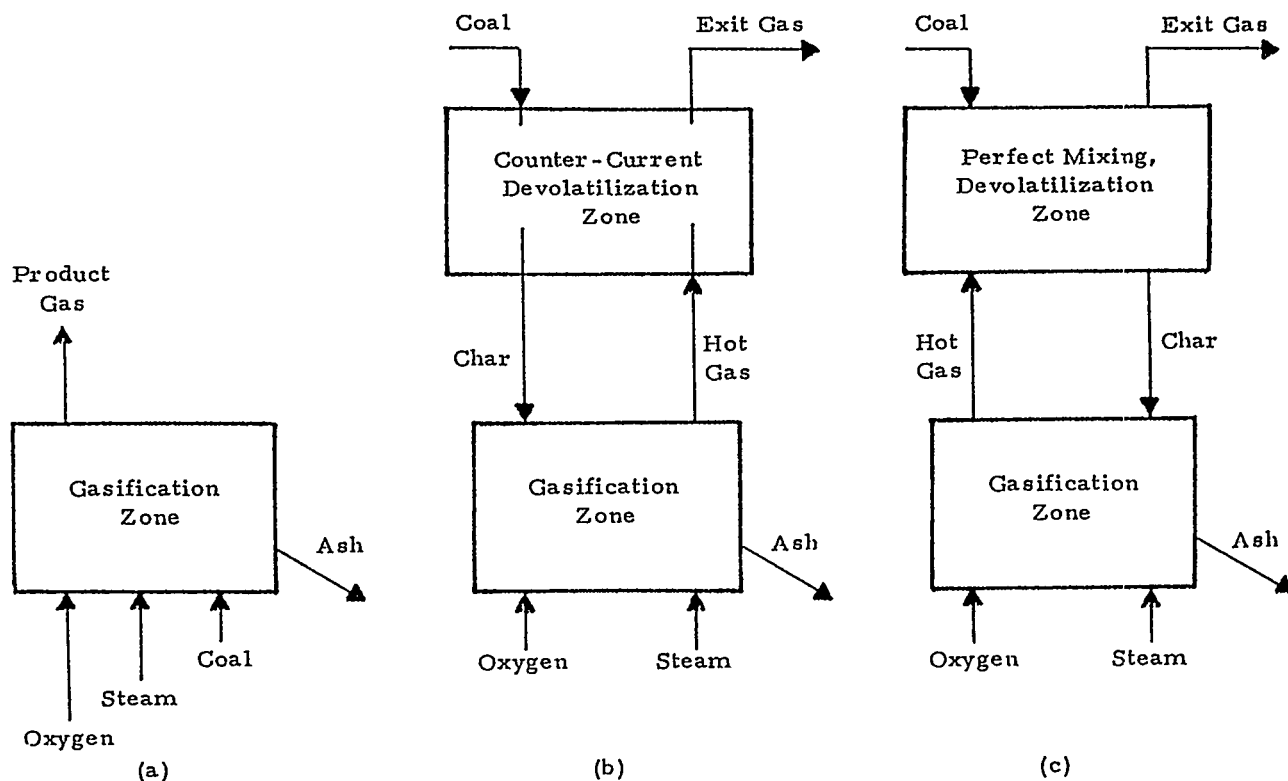 Product
Gas
Gasification
Zone
Ash
Coal
Steam
Oxygen
(a)
Coal
Exit Gas
Counter-Current
Devolatilization
Zone
Char
Hot
Gas
Gasification
Zone
Ash
Oxygen
Steam
(b)
Coal
Exit Gas
Perfect Mixing,
Devolatilization
Zone
Hot
Gas
Char
Gasification
Zone
Ash
Oxygen
Steam
(c)